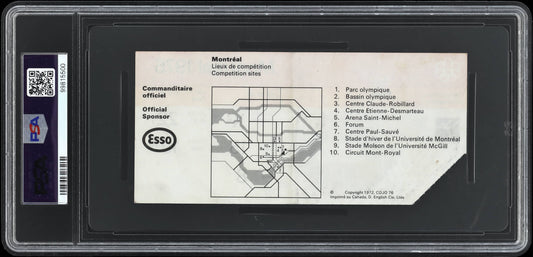 99815500
PSA
Montréal
Lieux de compétition
Competition sites
Commanditaire
officiel
Official
Sponsor
Esso
1. Parc olympique
2. Bassin olympique
3. Centre Claude-Robillard
4. Centre Étienne-Desmarteau
5. Arena Saint-Michel
6. Forum
7. Centre Paul-Sauvé
8. Stade d'hiver de l'Université de Montréal
9. Stade Molson de l'Université McGill
10. Circuit Mont-Royal
© Copyright 1972, COJO 76
Imprimé au Canada, D. English Co., Ltée